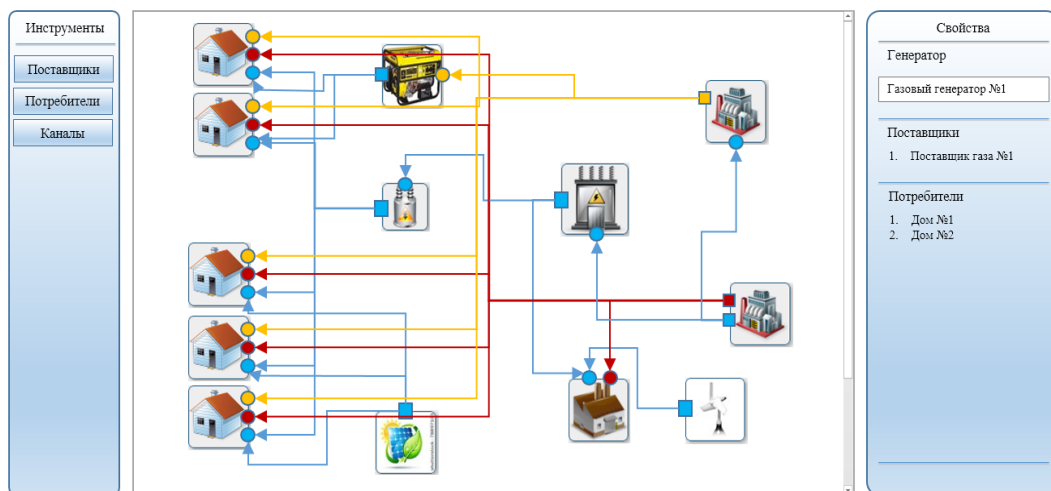 Инструменты
Поставщики
Потребители
Каналы
Свойства
Генератор
Газовый генератор №1
Поставщики
1. Поставщик газа №1
Потребители
1. Дом №1
2. Дом №2